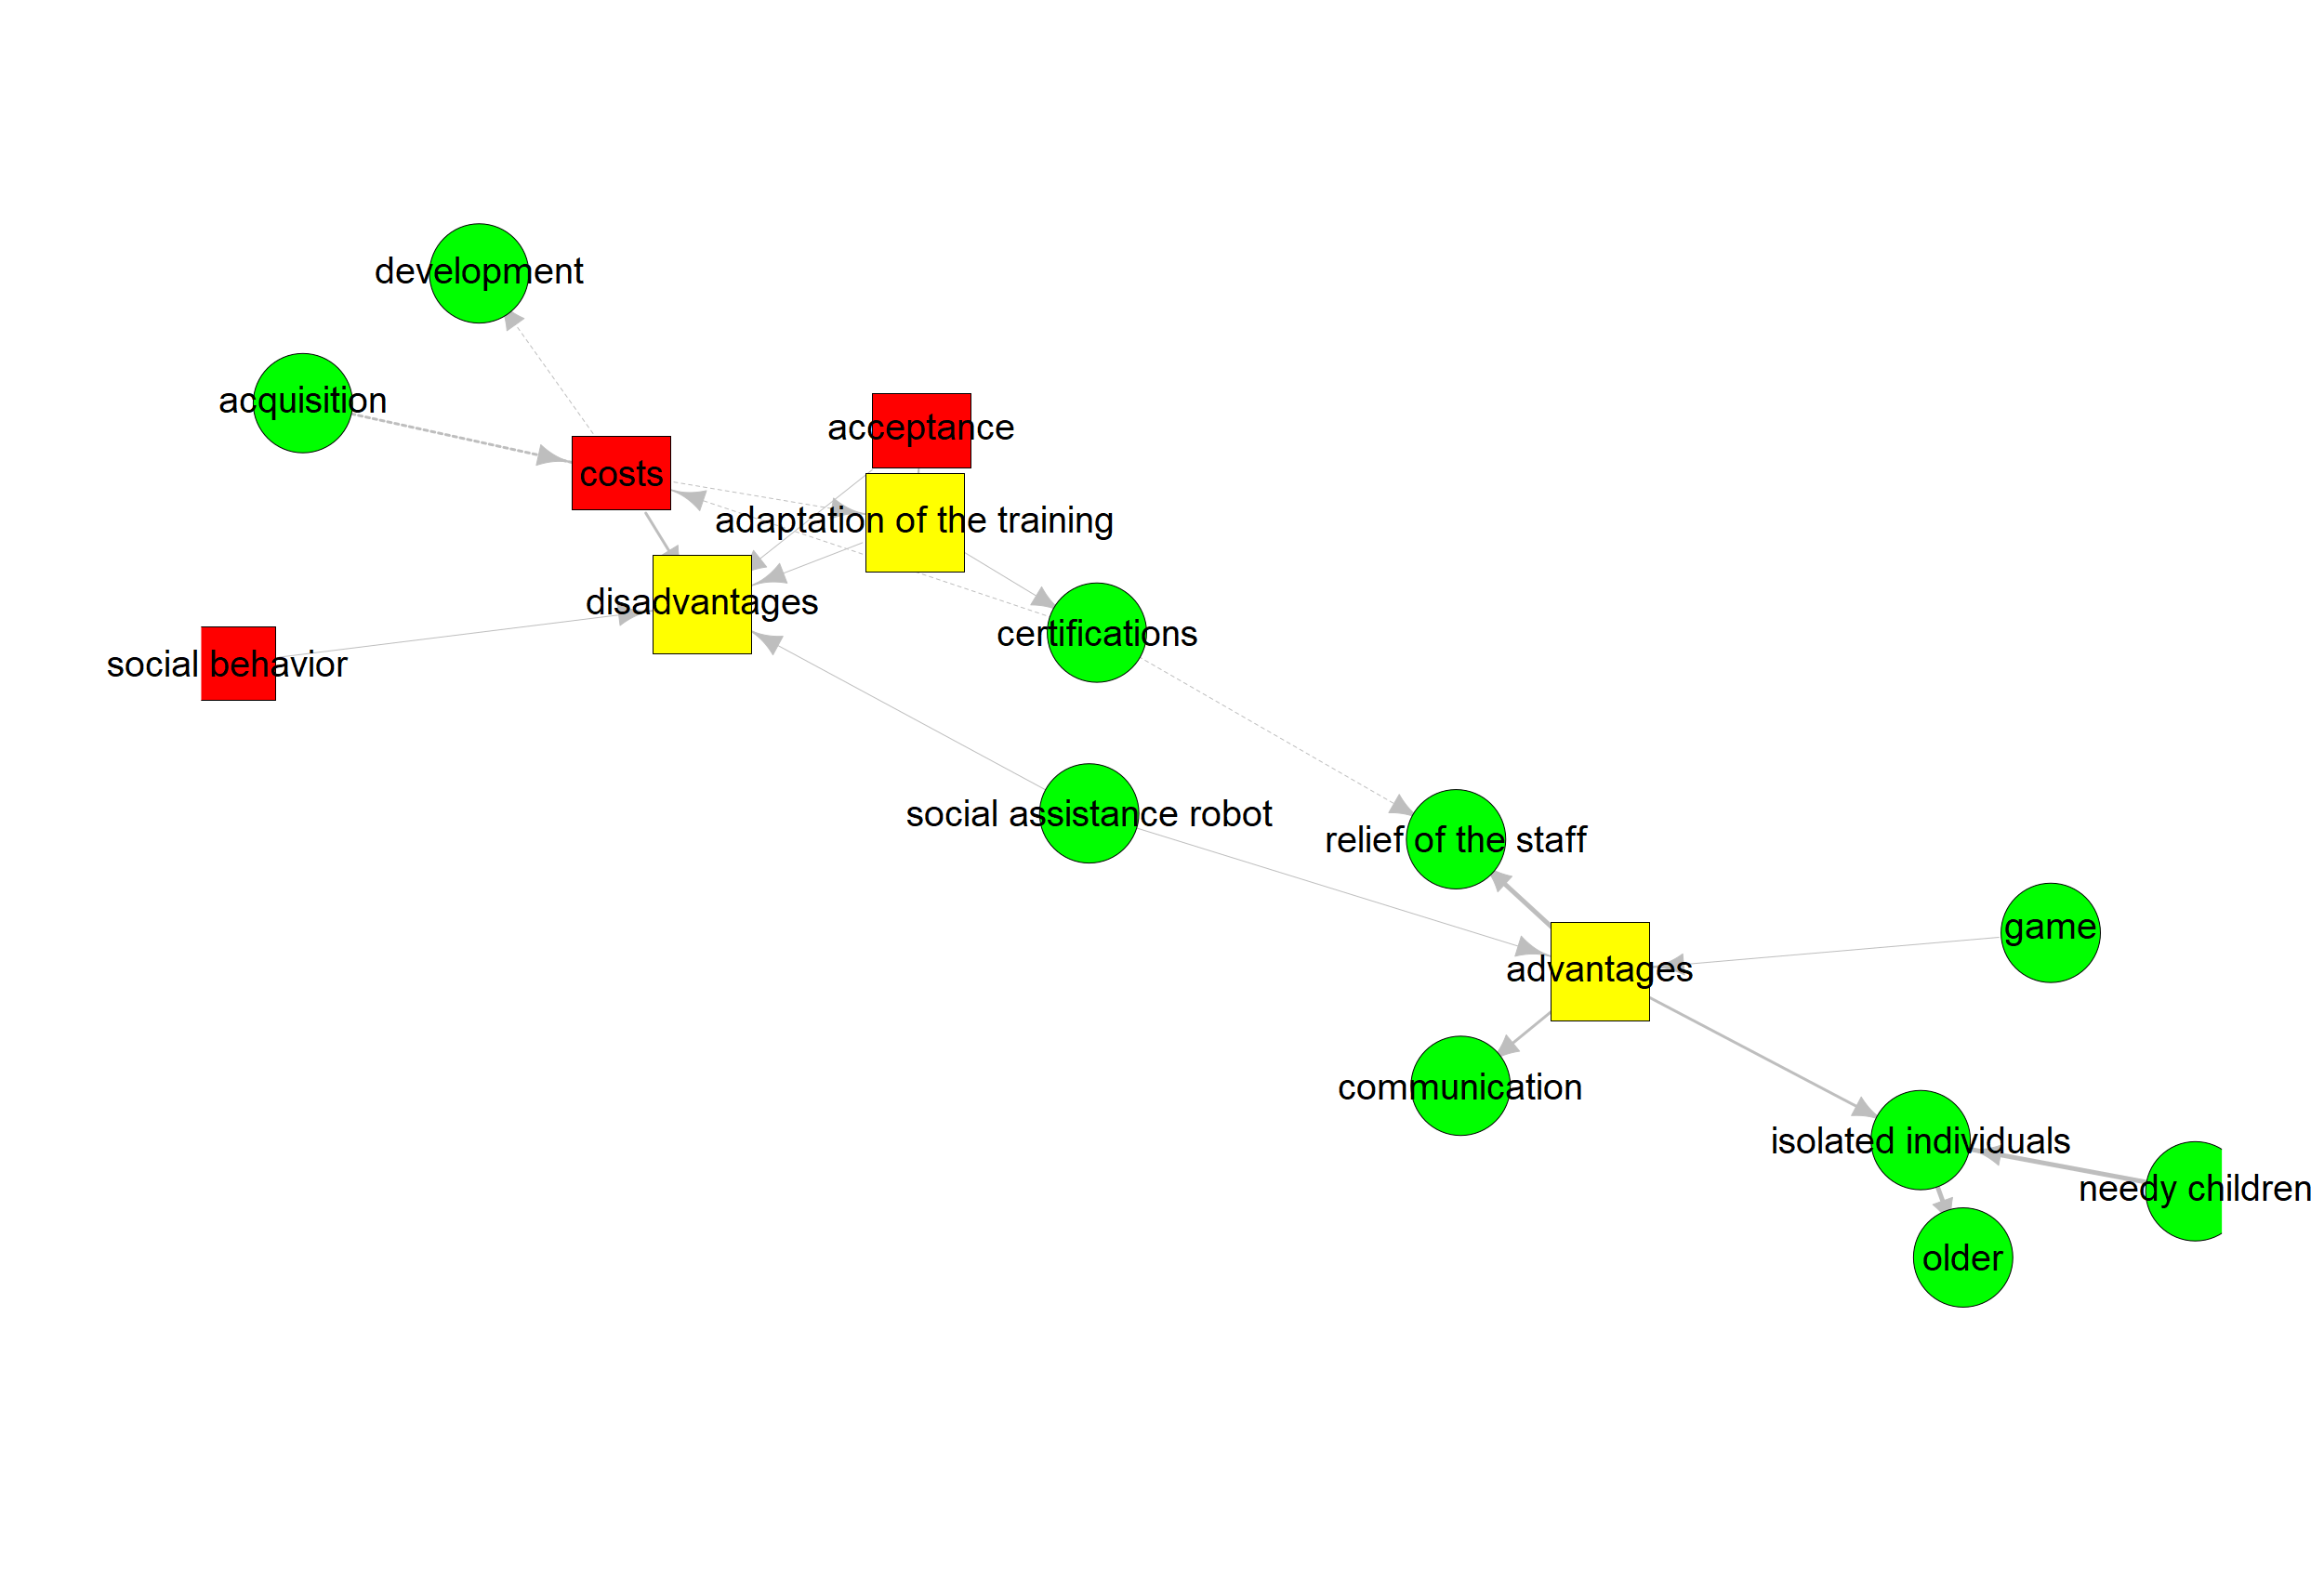 development
acquisition
acceptance
costs
adaptation of the training
disadvantages
certifications
social behavior
social assistance robot
relief of the staff
game
advantages
communication
isolated individuals
needy children
older